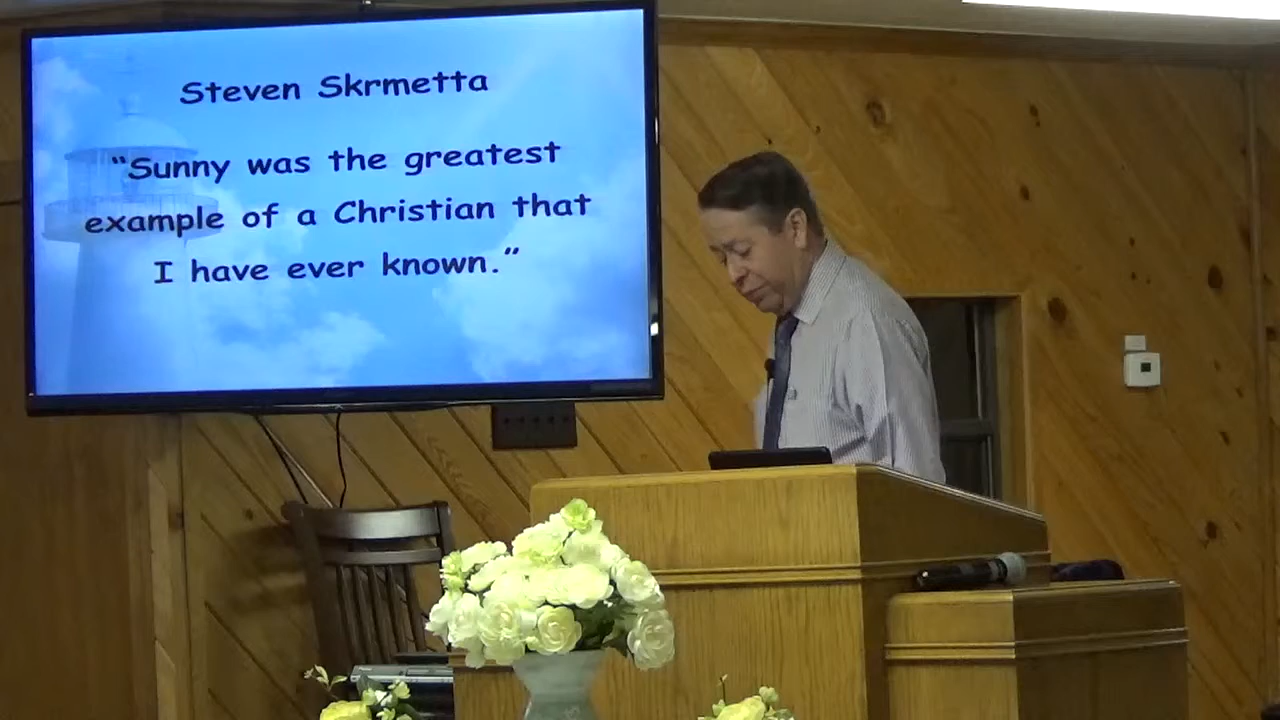 Steven Skrmetta
“Sunny was the greatest
example of a Christian that
I have ever known.”